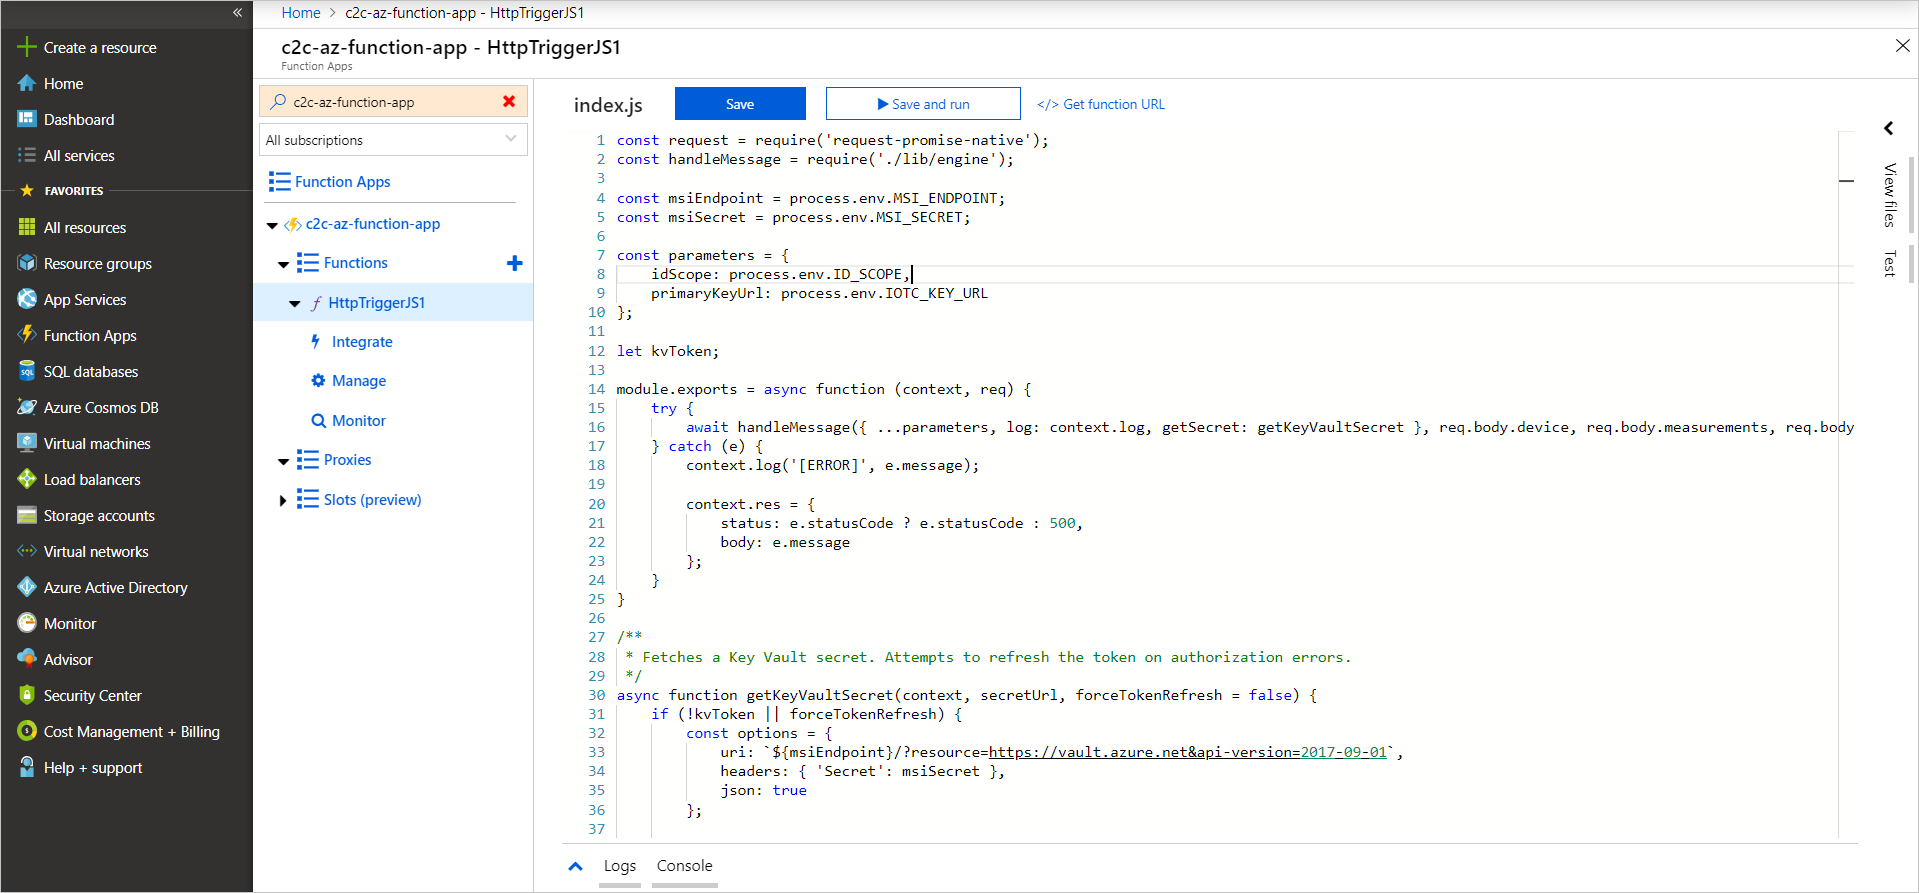 Create a resource
Home
Dashboard
All services
FAVORITES
All resources
Resource groups
App Services
Function Apps
SQL databases
Azure Cosmos DB
Virtual machines
Load balancers
Storage accounts
Virtual networks
Azure Active Directory
Monitor
Advisor
Security Center
Cost Management + Billing
Help + support
Home > c2c-az-function-app - HttpTriggerJS1
c2c-az-function-app - HttpTriggerJS1
Function Apps
c2c-az-function-app
All subscriptions
Function Apps
c2c-az-function-app
Functions
HttpTriggerJS1
Integrate
Manage
Monitor
Proxies
Slots (preview)
index.js Save Save and run </> Get function URL
1 const request = require('request-promise-native');
2 const handleMessage = require('./lib/engine');
3
4 const msiEndpoint = process.env.MSI_ENDPOINT;
5 const msiSecret = process.env.MSI_SECRET;
6
7 const parameters = {
8     idScope: process.env.ID_SCOPE,
9     primaryKeyUrl: process.env.IOTC_KEY_URL
10 };
11
12 let kvToken;
13
14 module.exports = async function (context, req) {
15     try {
16         await handleMessage({ ...parameters, log: context.log, getSecret: getKeyVaultSecret }, req.body.device, req.body.measurements, req.body
17     } catch (e) {
18         context.log('[ERROR]', e.message);
19
20         context.res = {
21             status: e.statusCode ? e.statusCode : 500,
22             body: e.message
23         };
24     }
25 }
26
27 /**
28  * Fetches a Key Vault secret. Attempts to refresh the token on authorization errors.
29  */
30 async function getKeyVaultSecret(context, secretUrl, forceTokenRefresh = false) {
31     if (!kvToken || forceTokenRefresh) {
32         const options = {
33             uri: `${msiEndpoint}/?resource=https://vault.azure.net&api-version=2017-09-01`,
34             headers: { 'Secret': msiSecret },
35             json: true
36         };
37
View files
Test
Logs Console